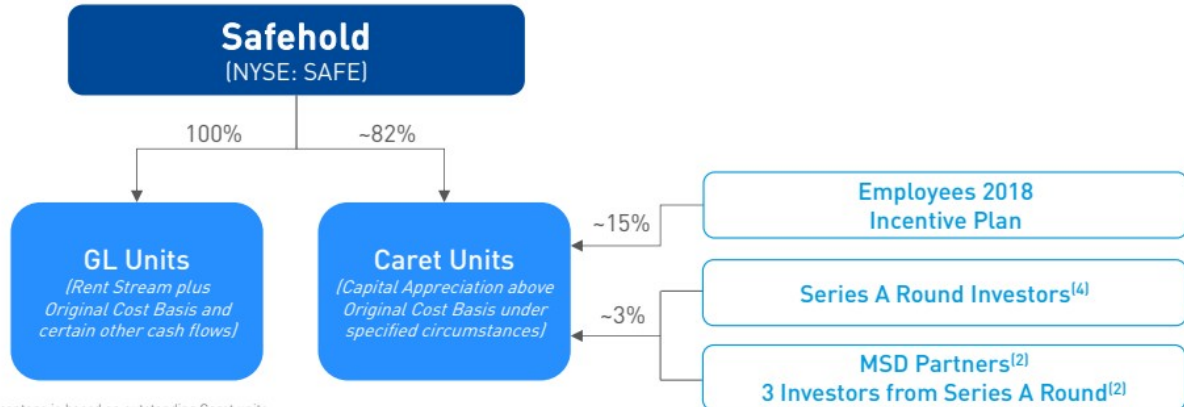 Safehold
(NYSE: SAFE)
100%
~82%
GL Units
(Rent Stream plus
Original Cost Basis and
certain other cash flows)
Caret Units
(Capital Appreciation above
Original Cost Basis under
specified circumstances)
~15%
Employees 2018
Incentive Plan
~3%
Series A Round Investors(4)
MSD Partners(2)
3 Investors from Series A Round(2)